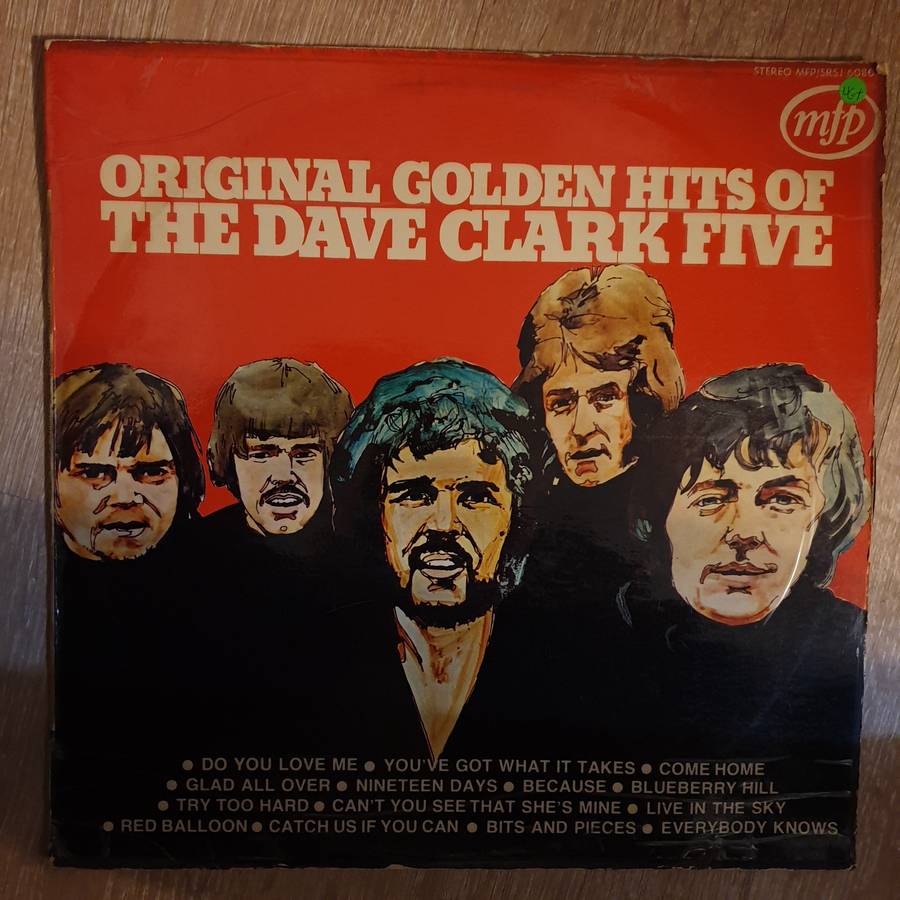 STEREO MFP/SRSJ 6086
mfp
ORIGINAL GOLDEN HITS OF
THE DAVE CLARK FIVE
● DO YOU LOVE ME ● YOU'VE GOT WHAT IT TAKES ● COME HOME
● GLAD ALL OVER ● NINETEEN DAYS ● BECAUSE ● BLUEBERRY HILL
● TRY TOO HARD ● CAN'T YOU SEE THAT SHE'S MINE ● LIVE IN THE SKY
● RED BALLOON ● CATCH US IF YOU CAN ● BITS AND PIECES ● EVERYBODY KNOWS